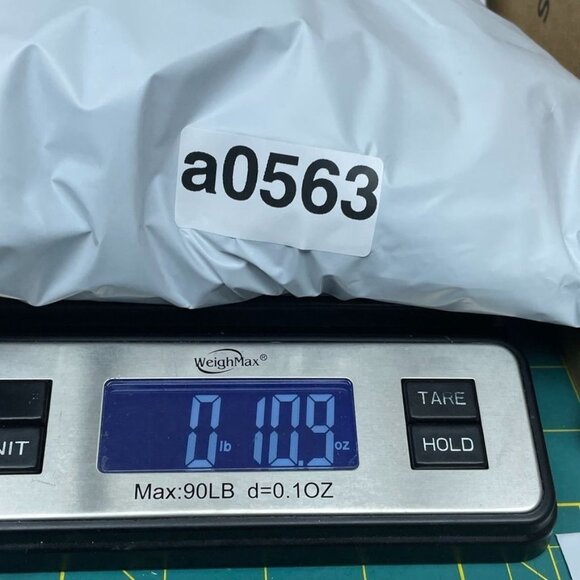 a0563
WeighMax®
0 lb 10.9 oz
TARE
NIT
HOLD
Max:90LB d=0.1OZ